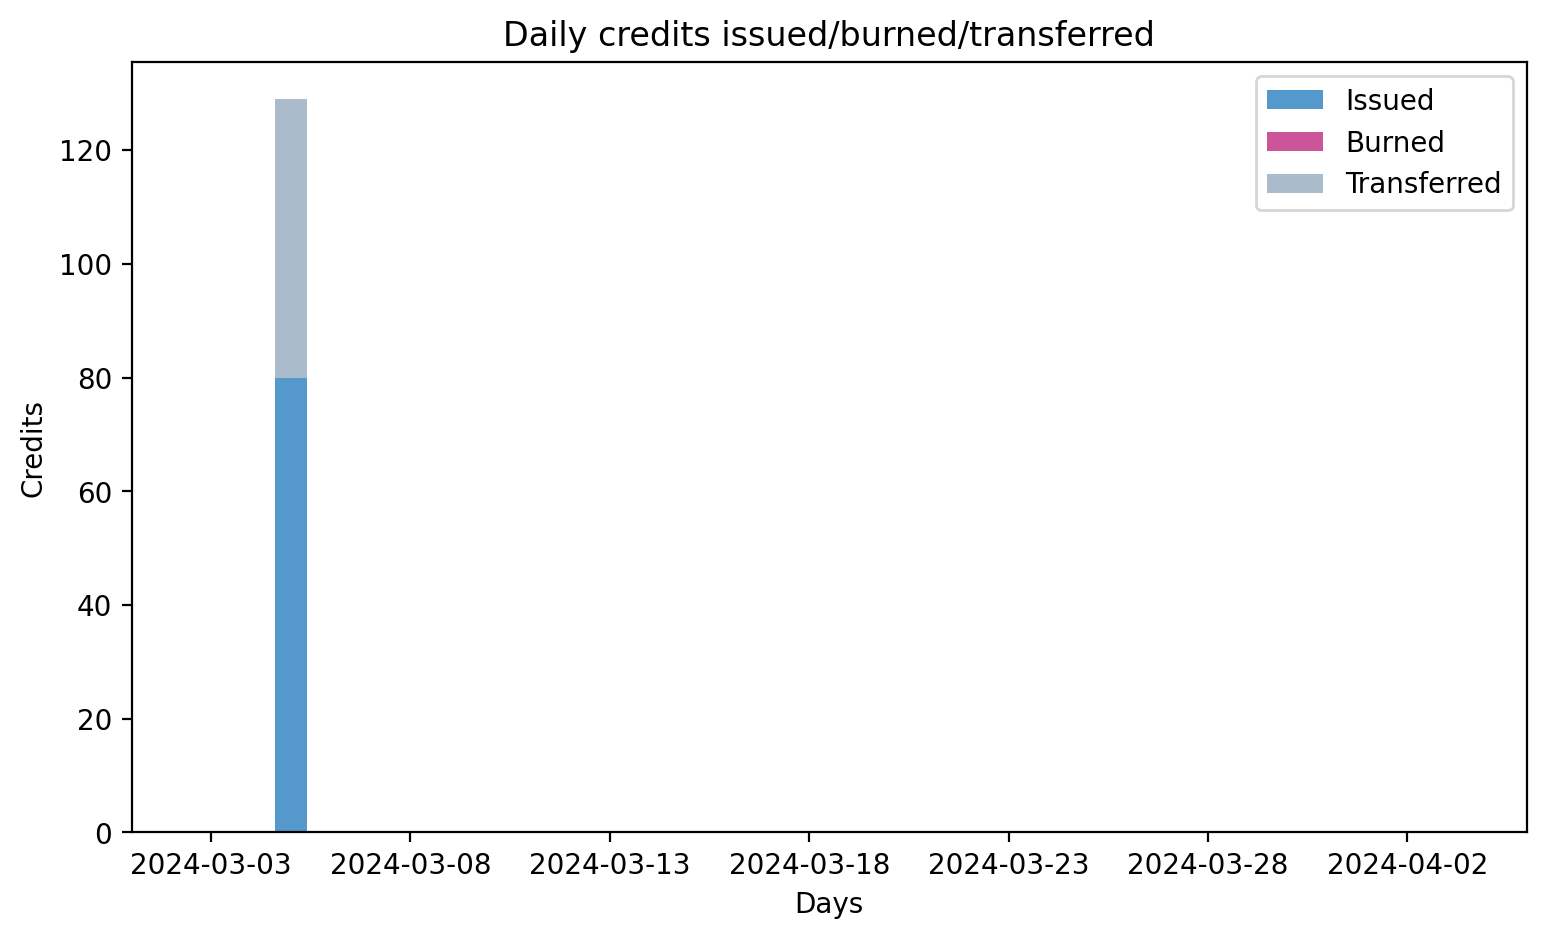 Daily credits issued/burned/transferred
Issued
Burned
Transferred
120
100
80
60
40
20
0
Credits
2024-03-03 2024-03-08 2024-03-13 2024-03-18 2024-03-23 2024-03-28 2024-04-02
Days